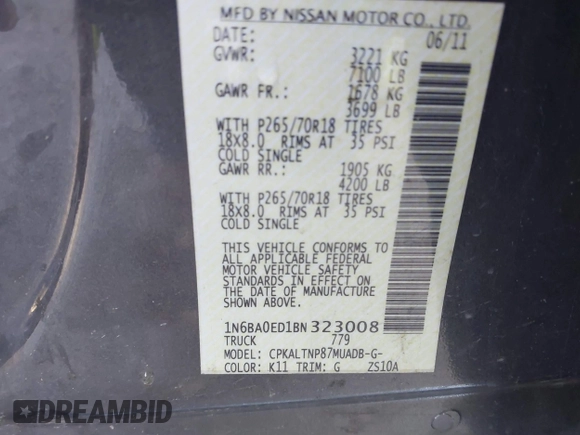 MFD BY NISSAN MOTOR CO., LTD.
DATE: 06/11
GVWR: 3221 KG
7100 LB
GAWR FR.: 1678 KG
3699 LB
WITH P265/70R18 TIRES
18X8.0 RIMS AT 35 PSI
COLD SINGLE
GAWR RR.: 1905 KG
4200 LB
WITH P265/70R18 TIRES
18X8.0 RIMS AT 35 PSI
COLD SINGLE
THIS VEHICLE CONFORMS TO
ALL APPLICABLE FEDERAL
MOTOR VEHICLE SAFETY
STANDARDS IN EFFECT ON
THE DATE OF MANUFACTURE
SHOWN ABOVE.
1N6BA0ED1BN323008
TRUCK 779
MODEL: CPKALTNP87MUADB-G-
COLOR: K11 TRIM: G ZS10A
DREAMBID